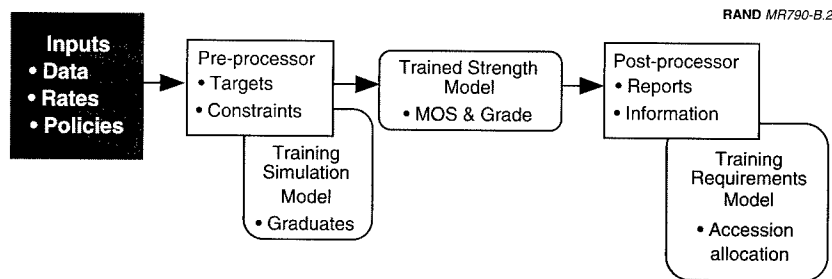 RAND MR790-B.2
Inputs
• Data
• Rates
• Policies
Pre-processor
• Targets
• Constraints
Training
Simulation
Model
• Graduates
Trained Strength
Model
• MOS & Grade
Post-processor
• Reports
• Information
Training
Requirements
Model
• Accession
allocation